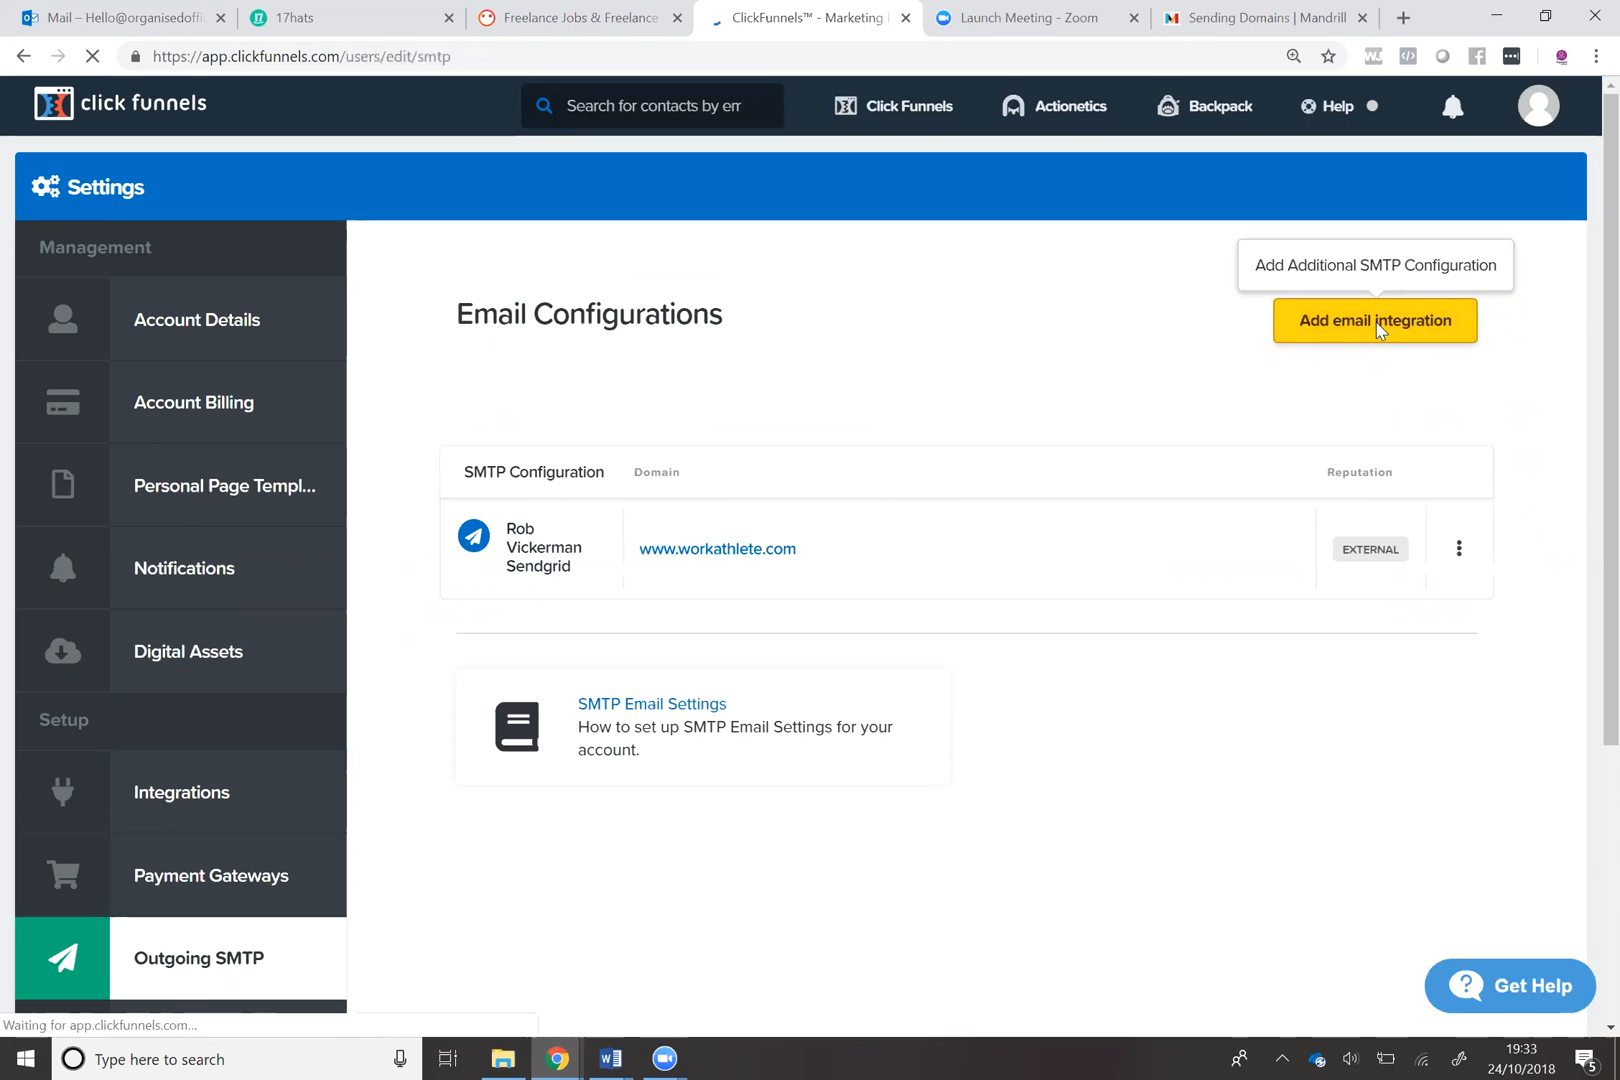 Mail – Hello@organisedoffi
17hats
Freelance Jobs & Freelance
ClickFunnels™ - Marketing
Launch Meeting - Zoom
Sending Domains | Mandrill
https://app.clickfunnels.com/users/edit/smtp
click funnels
Search for contacts by em
Click Funnels
Actionetics
Backpack
Help
Settings
Management
Account Details
Account Billing
Personal Page Templ...
Notifications
Digital Assets
Setup
Integrations
Payment Gateways
Outgoing SMTP
Add Additional SMTP Configuration
Email Configurations
Add email integration
SMTP Configuration
Domain
Reputation
Rob
Vickerman
Sendgrid
www.workathlete.com
EXTERNAL
SMTP Email Settings
How to set up SMTP Email Settings for your
account.
Get Help
Waiting for app.clickfunnels.com...
Type here to search
19:33
24/10/2018
5